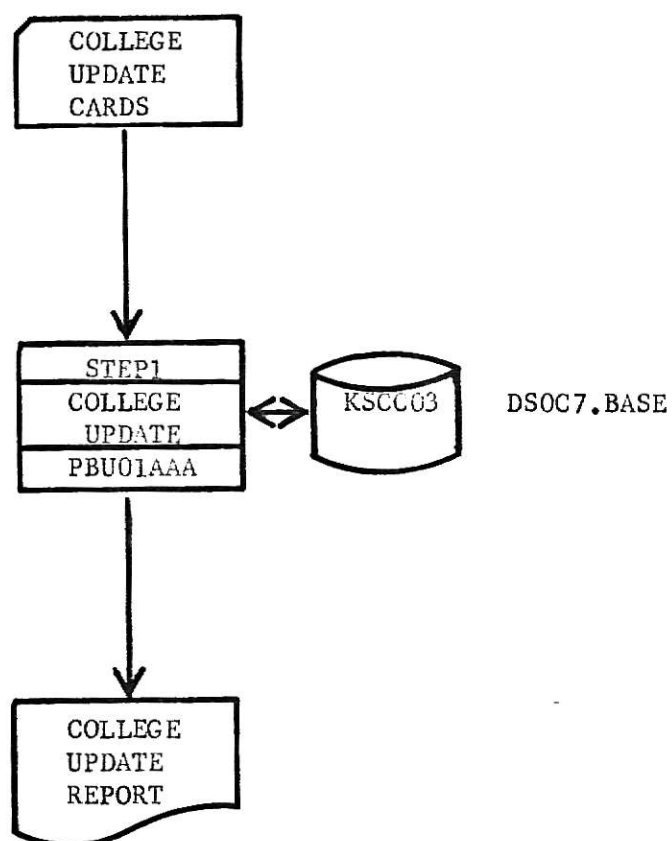 COLLEGE
UPDATE
CARDS
STEP1
COLLEGE
UPDATE
PBU01AAA
KSCC03 DSOC7.BASE
COLLEGE
UPDATE
REPORT